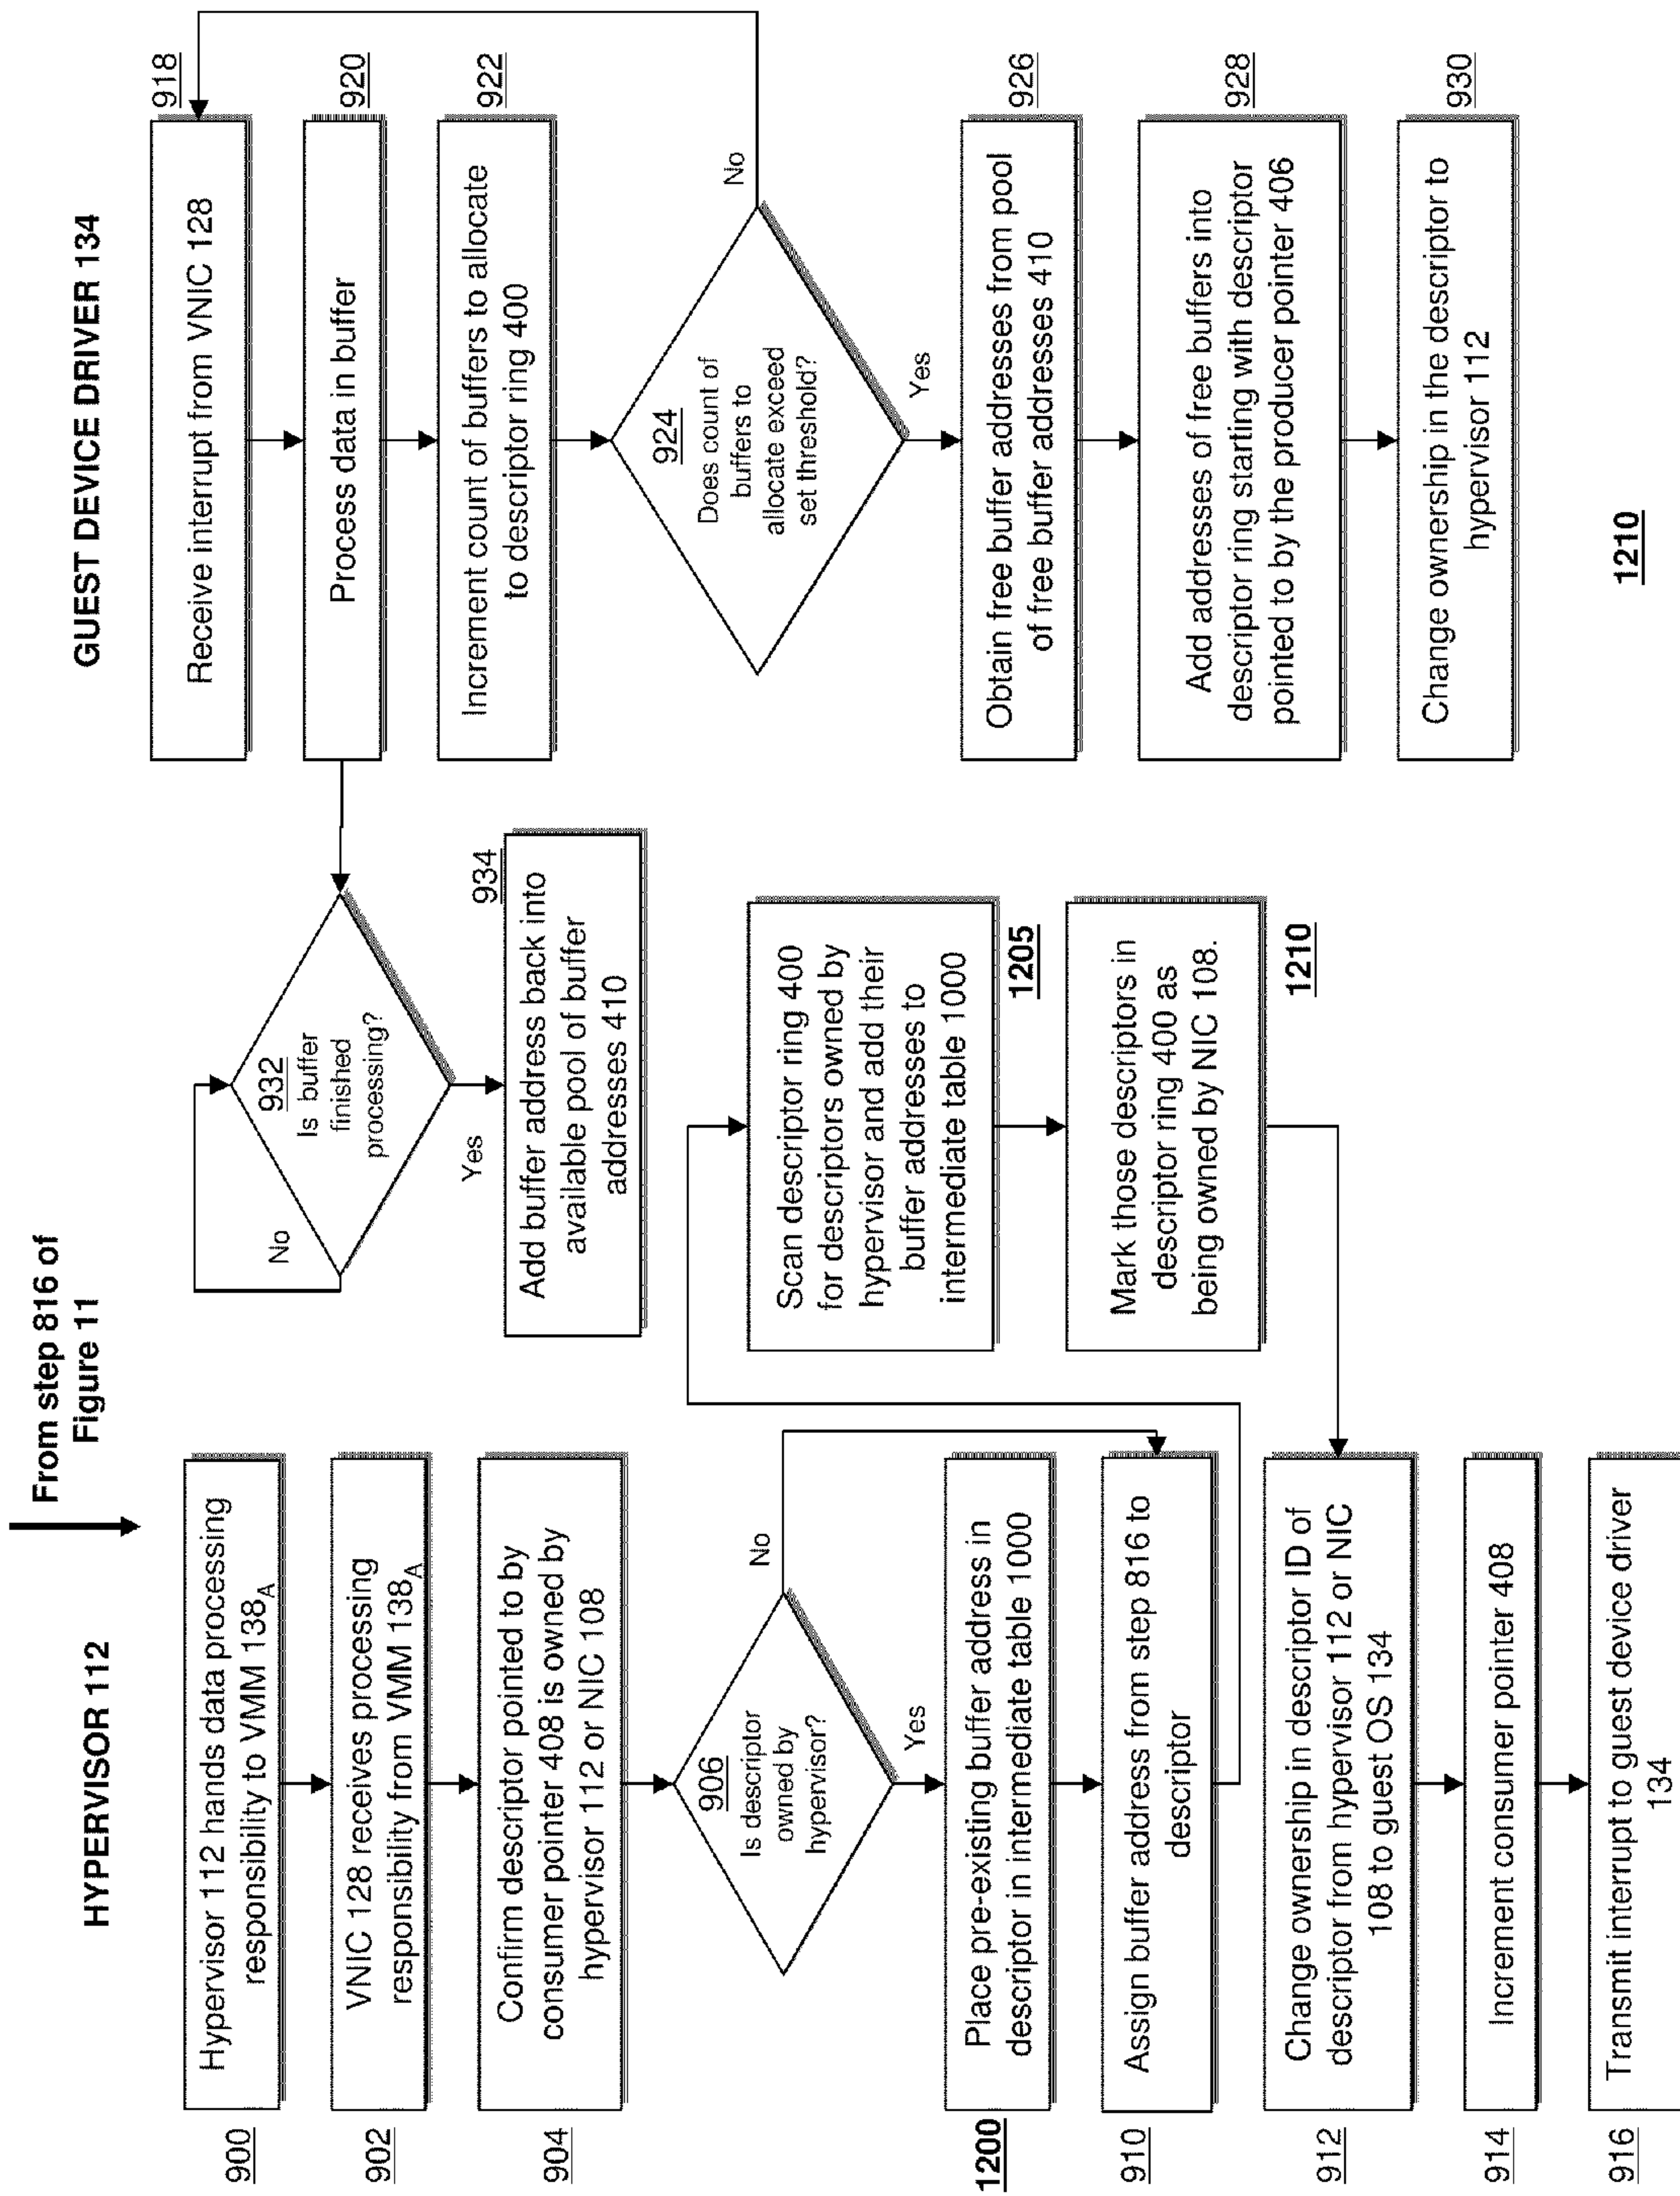 From step 816 of
Figure 11
HYPERVISOR 112
900
Hypervisor 112 hands data processing
responsibility to VMM 138A
902
VNIC 128 receives processing
responsibility from VMM 138A
904
Confirm descriptor pointed to by
consumer pointer 408 is owned by
hypervisor 112 or NIC 108
906
Is descriptor
owned by
hypervisor?
No
Yes
1200
Place pre-existing buffer address in
descriptor in intermediate table 1000
910
Assign buffer address from step 816 to
descriptor
912
Change ownership in descriptor ID of
descriptor from hypervisor 112 or NIC
108 to guest OS 134
914
Increment consumer pointer 408
916
Transmit interrupt to guest device driver
134
932
Is buffer
finished
processing?
No
Yes
934
Add buffer address back into
available pool of buffer
addresses 410
Scan descriptor ring 400
for descriptors owned by
hypervisor and add their
buffer addresses to
intermediate table 1000
1205
Mark those descriptors in
descriptor ring 400 as
being owned by NIC 108.
1210
GUEST DEVICE DRIVER 134
918
Receive interrupt from VNIC 128
920
Process data in buffer
922
Increment count of buffers to allocate
to descriptor ring 400
924
Does count of
buffers to
allocate exceed
set threshold?
No
Yes
926
Obtain free buffer addresses from pool
of free buffer addresses 410
928
Add addresses of free buffers into
descriptor ring starting with descriptor
pointed to by the producer pointer 406
930
Change ownership in the descriptor to
hypervisor 112
1210